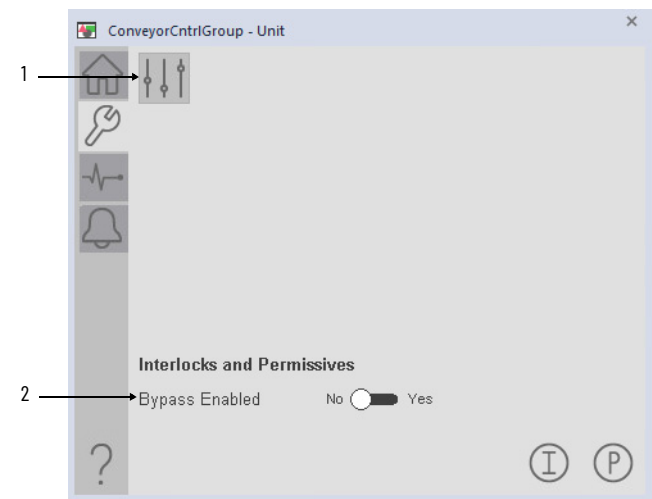 ConveyorCntrlGroup - Unit
1
Interlocks and Permissives
2 Bypass Enabled No Yes
? I P